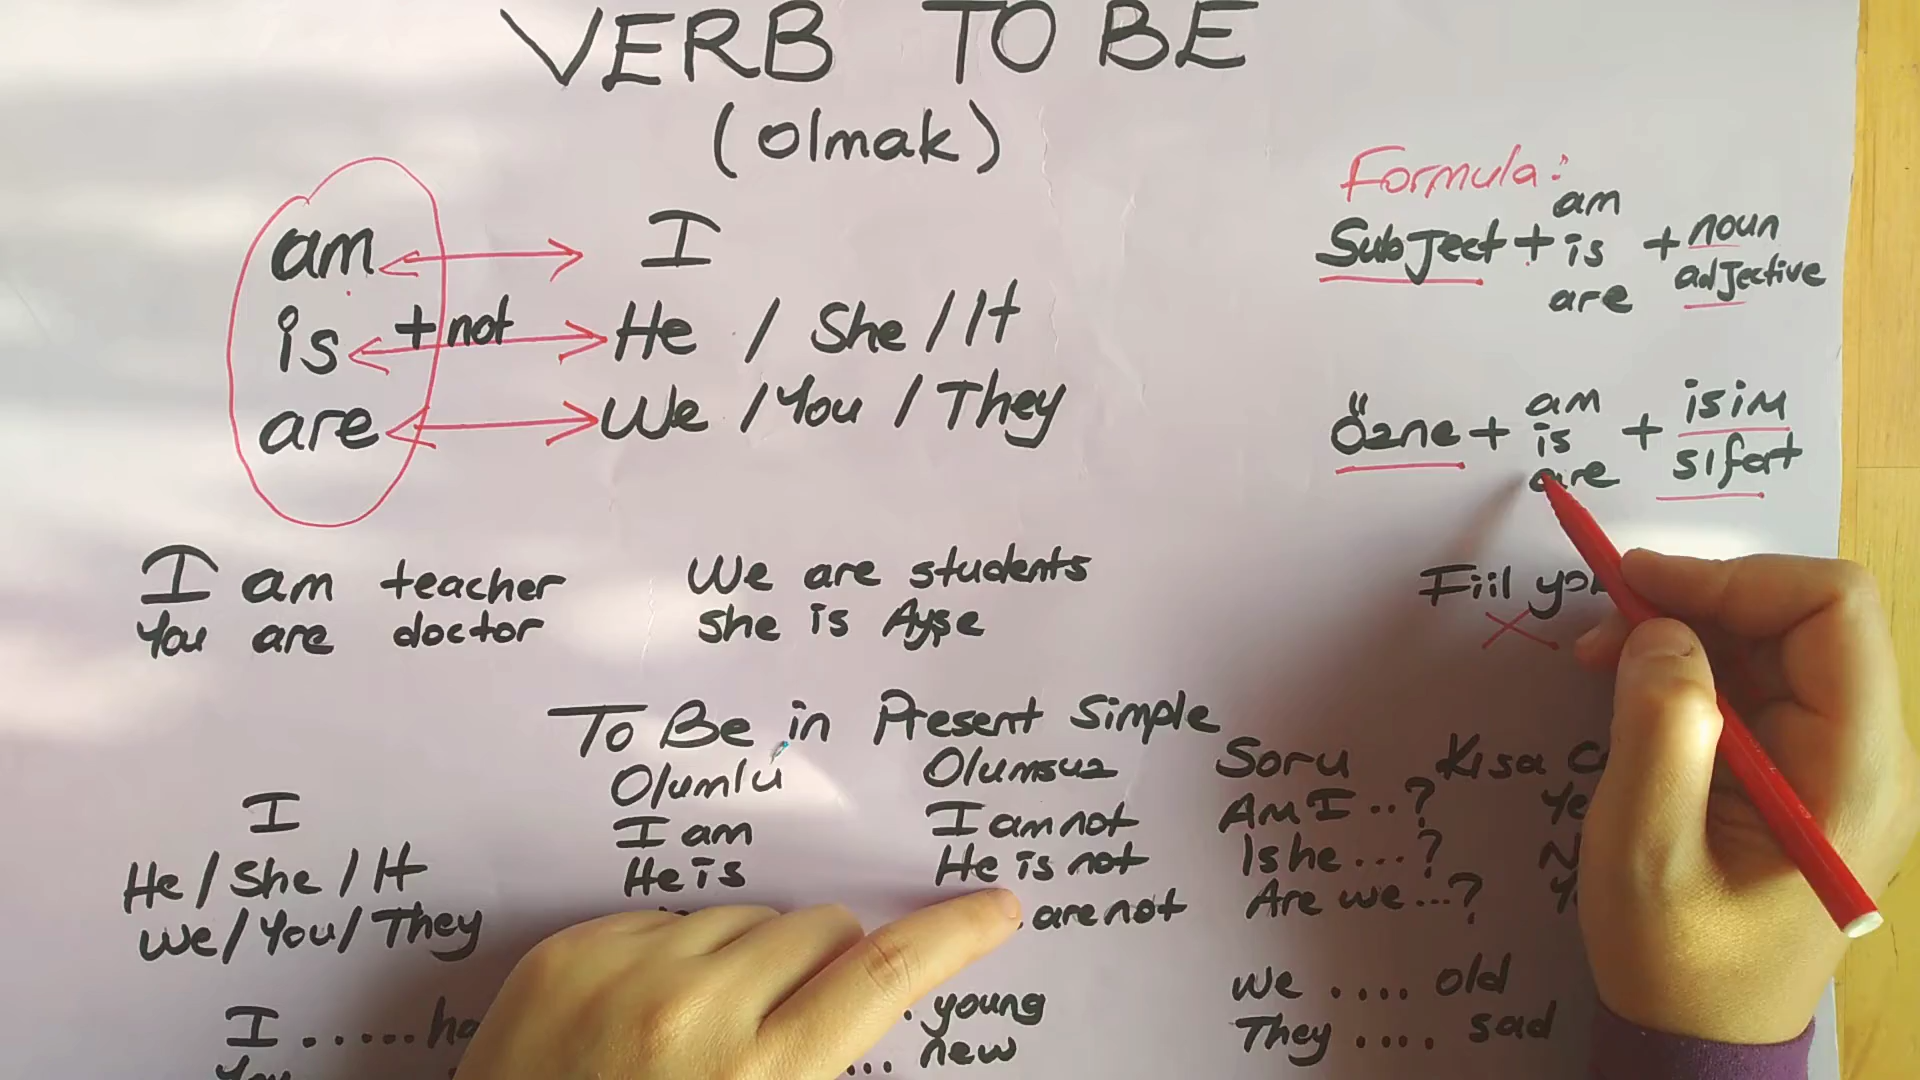 VERB TO BE
(olmak)
am I
is + not He / She / It
are We / You / They
Formula:
Subject + am is are + noun adjective
Özne + am is are + isim sıfat
Fiil
I am teacher
You are doctor
We are students
she is Ayşe
To Be in Present Simple
I
He / She / It
We / You / They
Olumlu
I am
He is
Olumsuz
I am not
He is not
are not
Soru
Am I ..?
Is he ...?
Are we ...?
Kısa
I .....
You
young
... new
we .... old
They .... sad